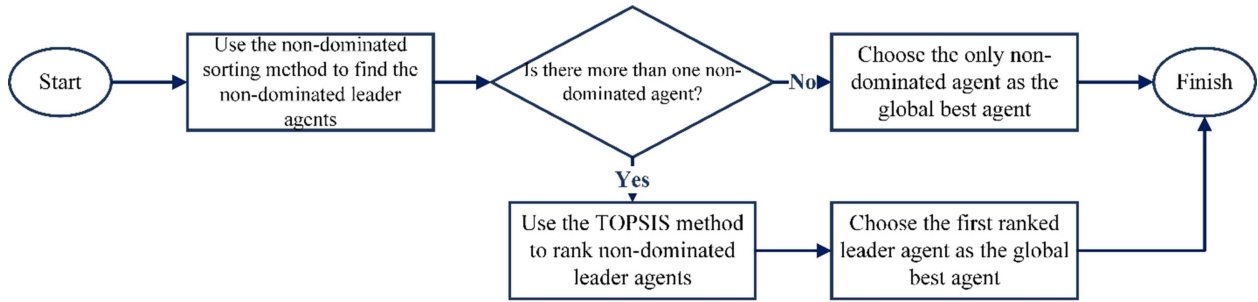 Start
Use the non-dominated
sorting method to find the
non-dominated leader
agents
Is there more than one non-
dominated agent?
No
Choose the only non-
dominated agent as the
global best agent
Finish
Yes
Use the TOPSIS method
to rank non-dominated
leader agents
Choose the first ranked
leader agent as the global
best agent